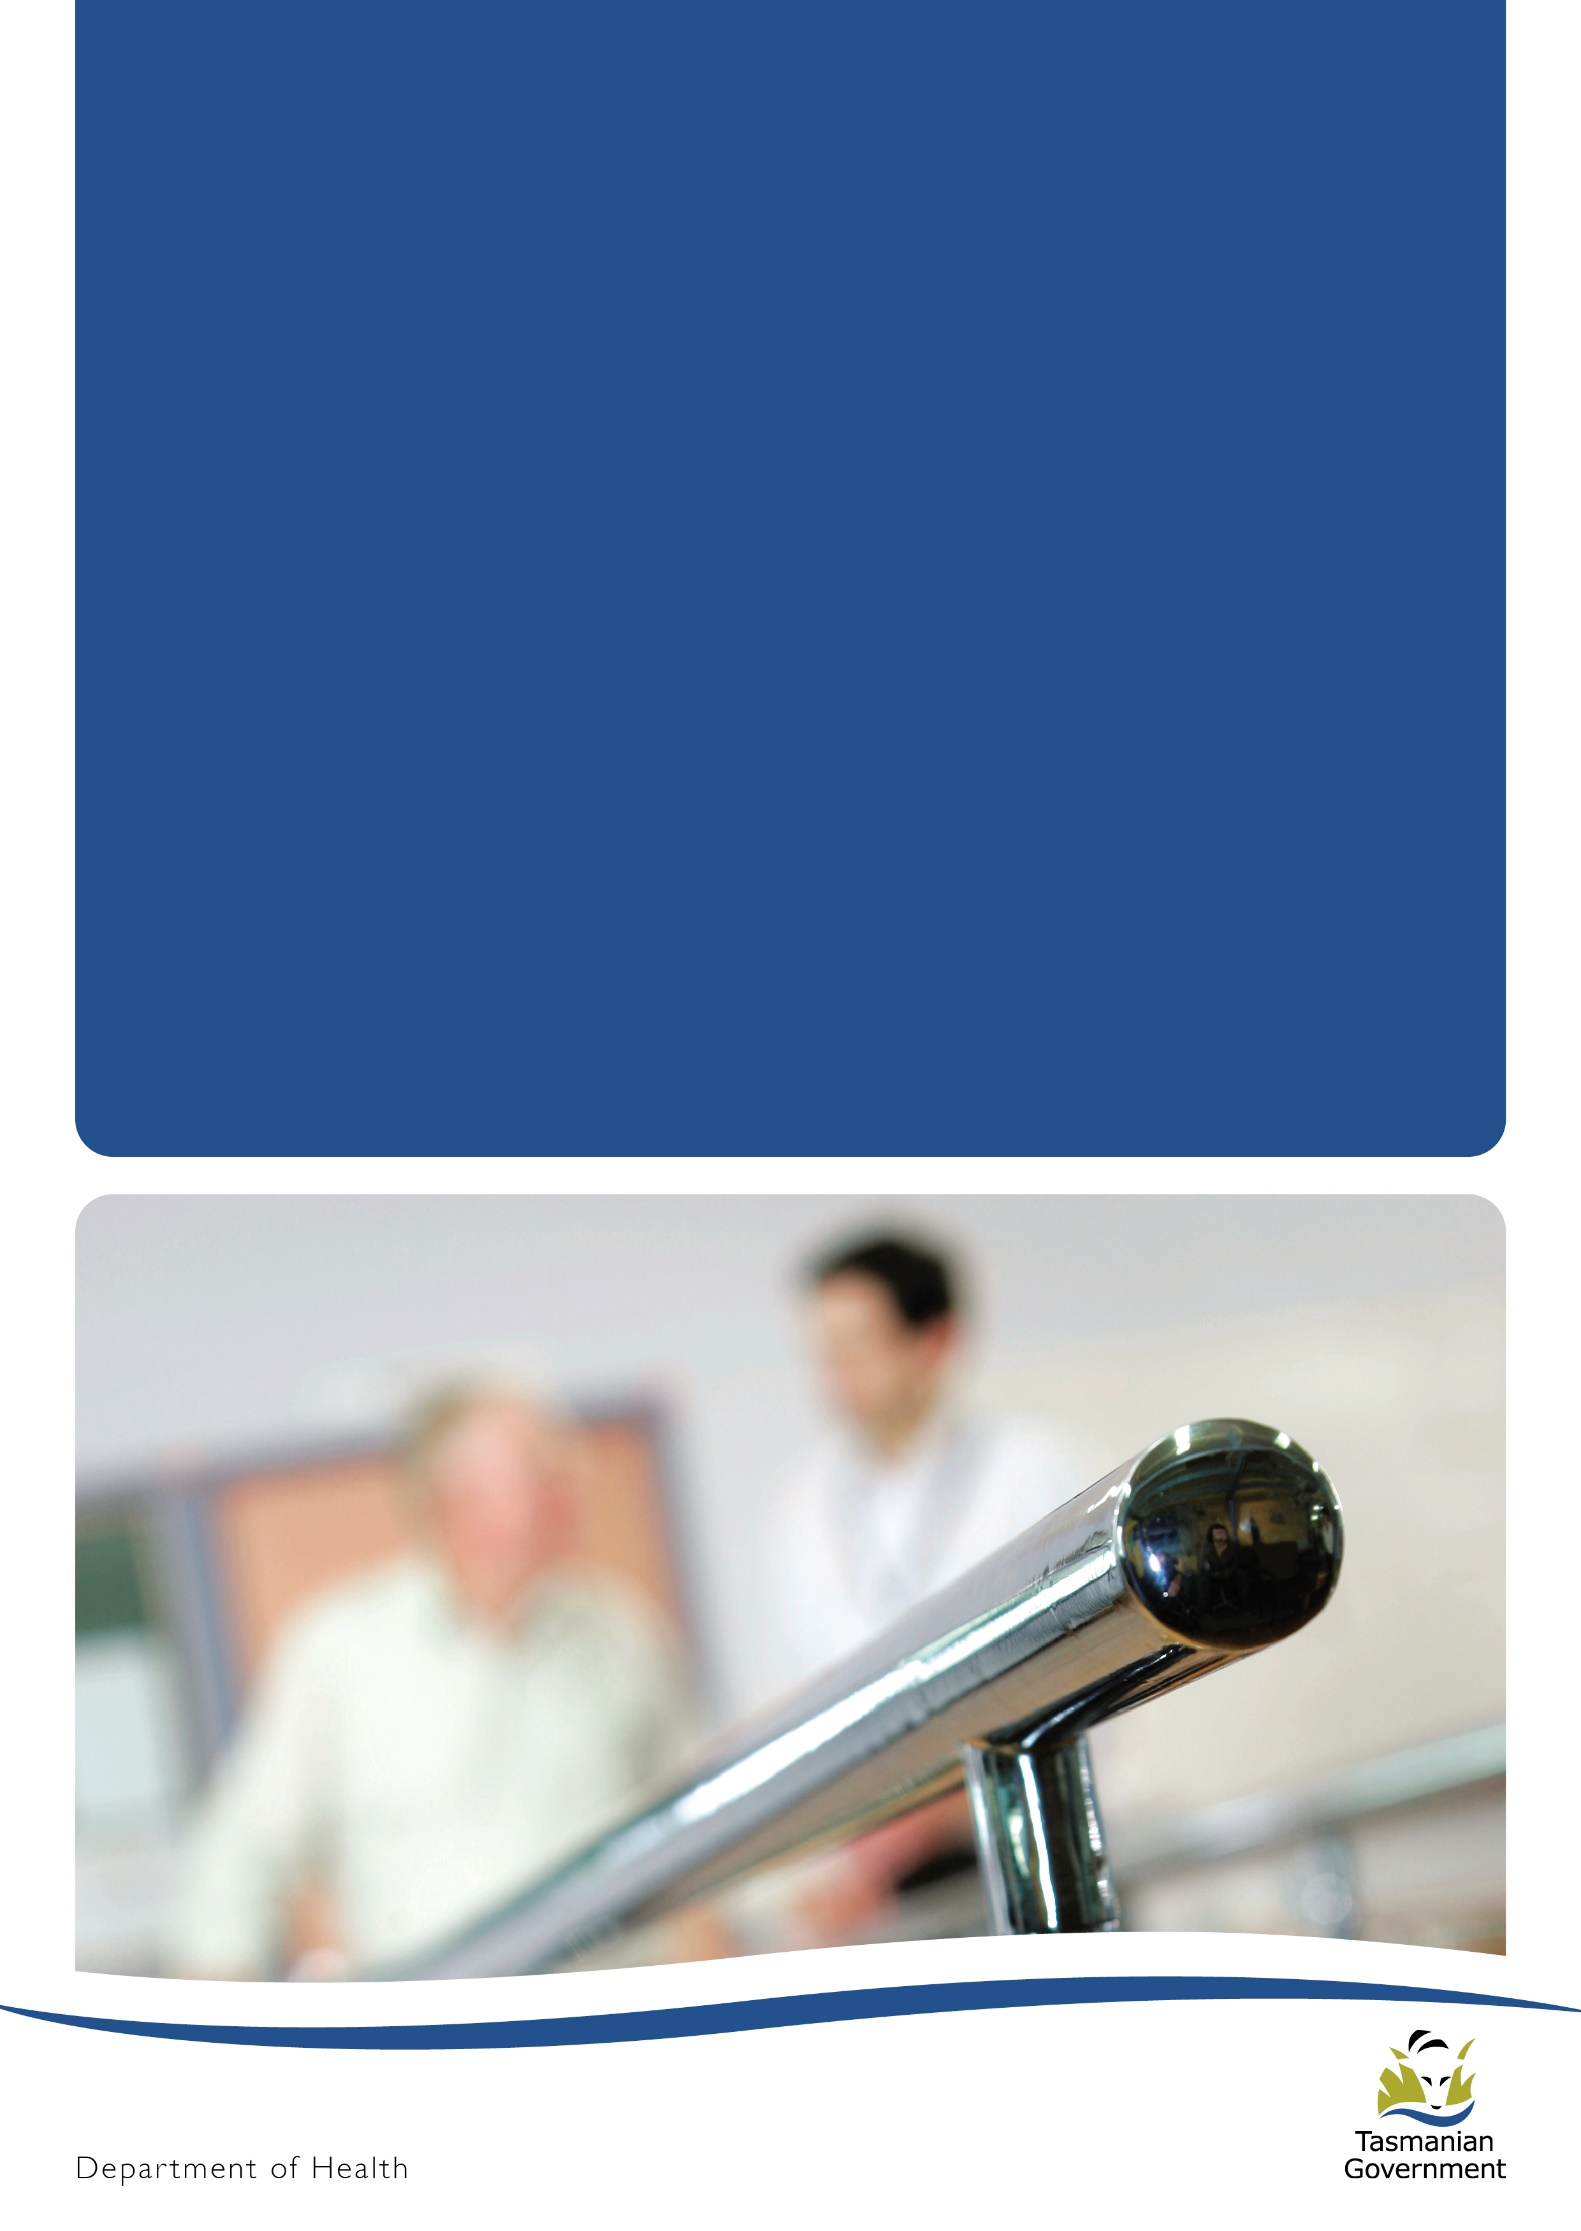 Department of Health
Tasmanian
Government